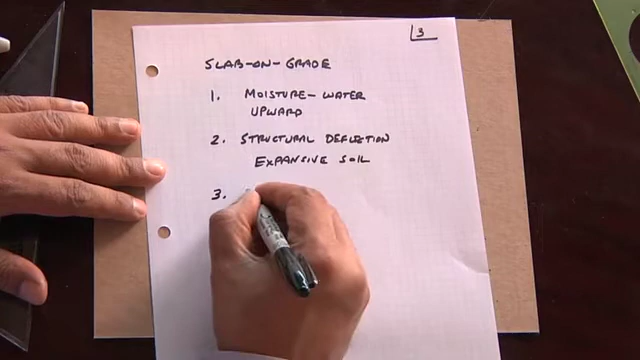 3
SLAB-ON-GRADE
1. MOISTURE-WATER
UPWARD
2. STRUCTURAL DEFLECTION
EXPANSIVE SOIL
3.